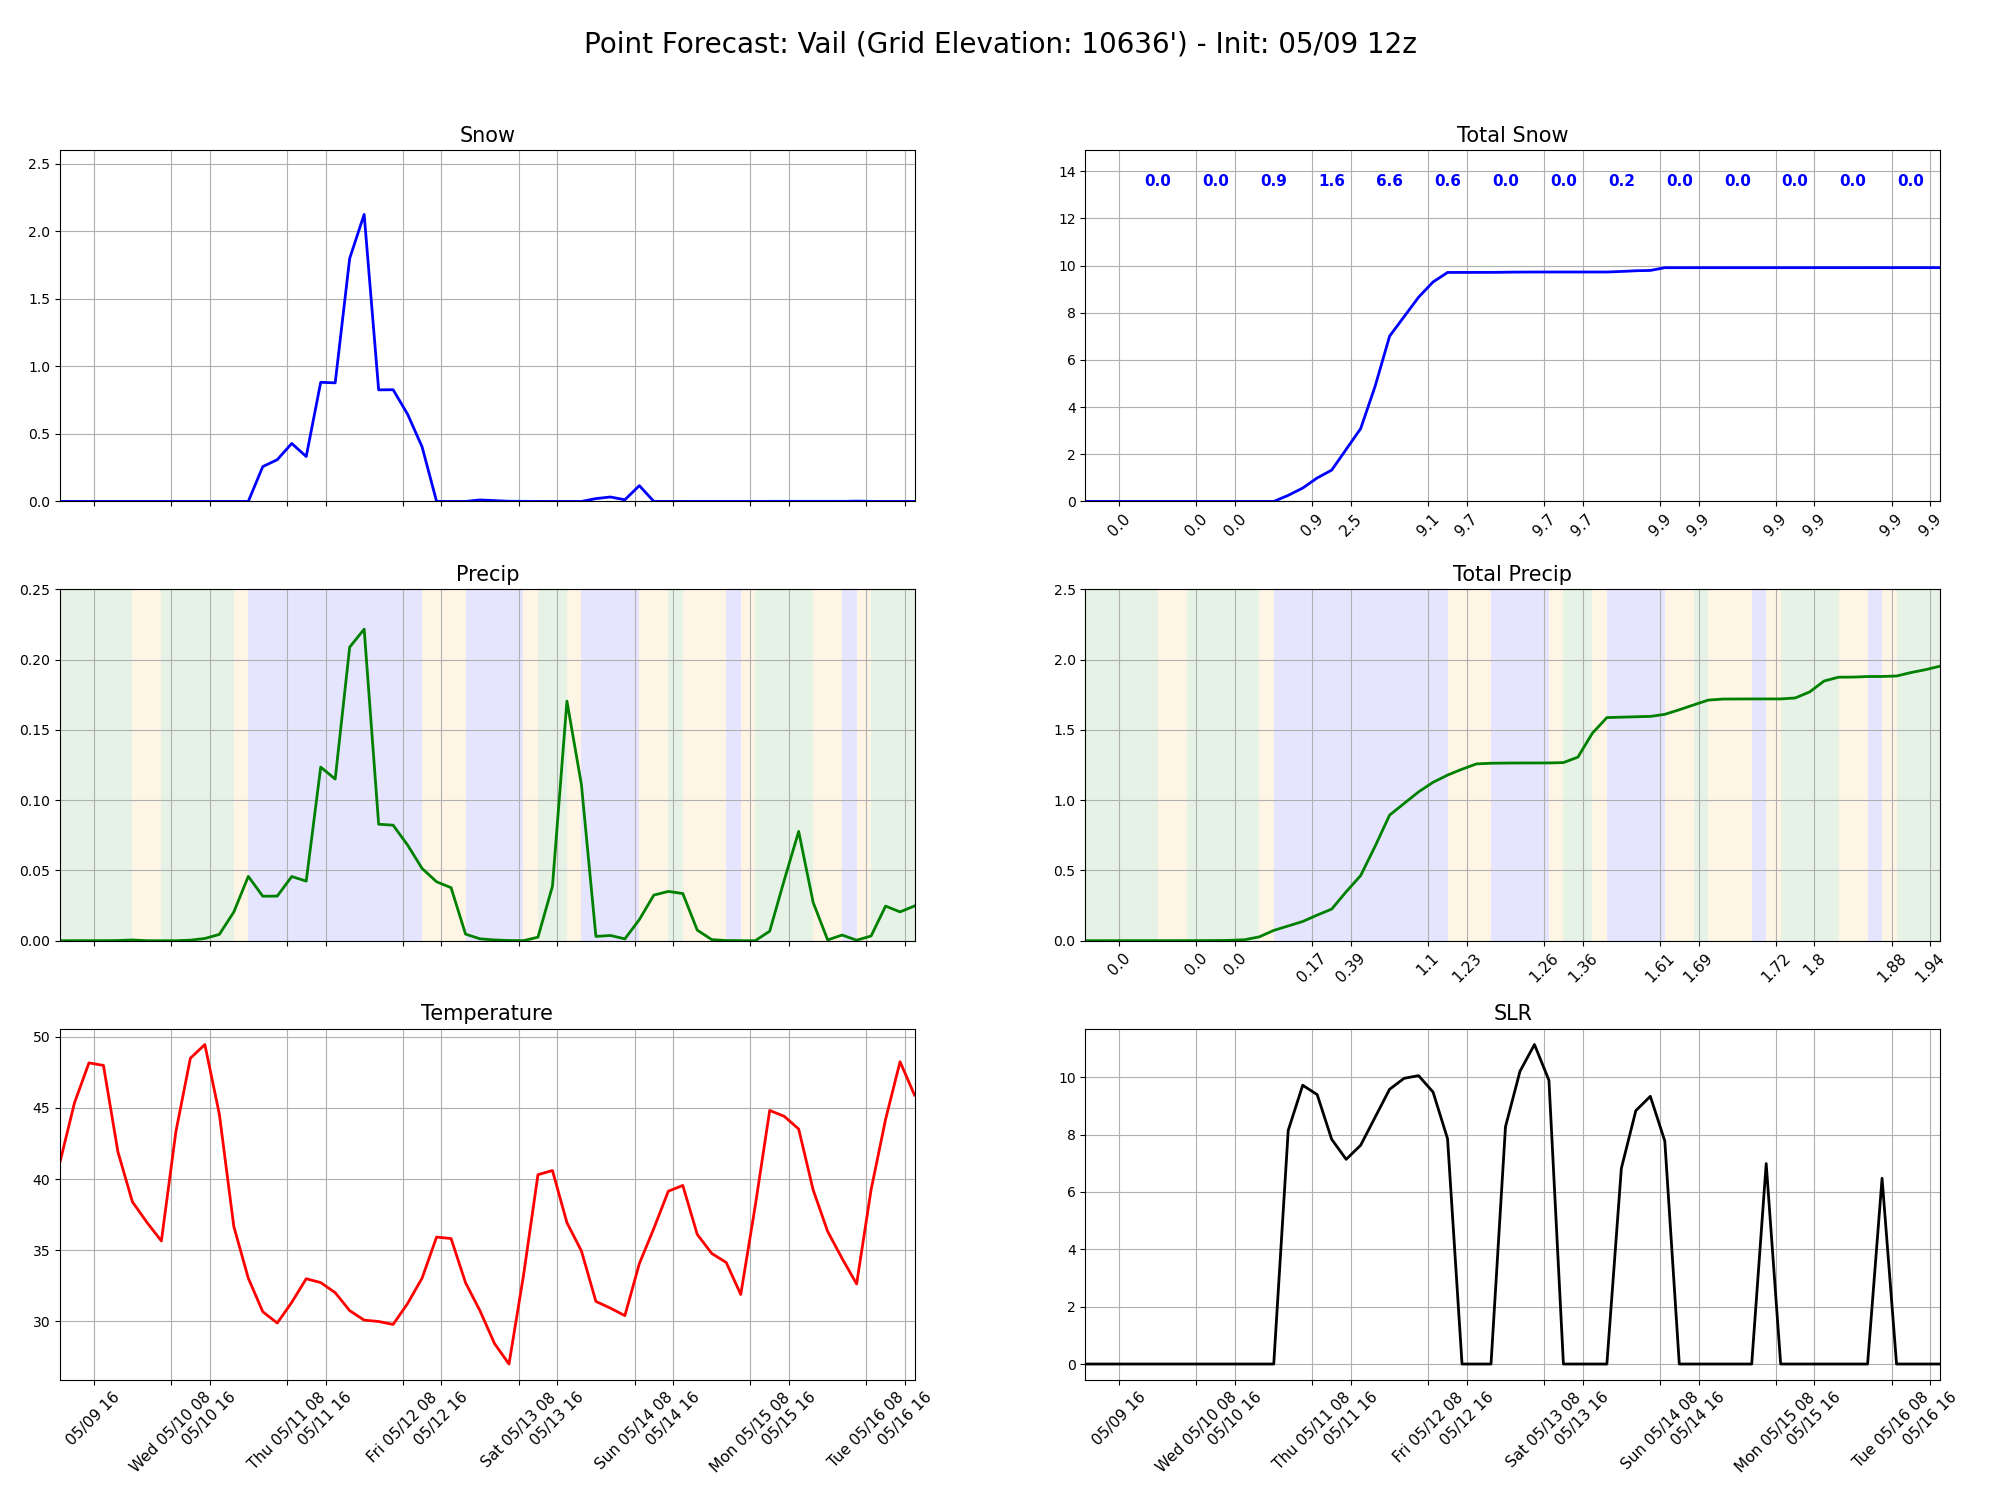 Point Forecast: Vail (Grid Elevation: 10636') - Init: 05/09 12z
Snow
2.5
2.0
1.5
1.0
0.5
0.0
Total Snow
14
12
10
8
6
4
2
0
0.0 0.0 0.9 1.6 6.6 0.6 0.0 0.0 0.2 0.0 0.0 0.0 0.0 0.0
0.0 0.0 0.0 0.9 2.5 9.1 9.7 9.7 9.7 9.9 9.9 9.9 9.9 9.9 9.9
Precip
0.25
0.20
0.15
0.10
0.05
0.00
Total Precip
2.5
2.0
1.5
1.0
0.5
0.0
0.0 0.0 0.0 0.17 0.39 1.1 1.23 1.26 1.36 1.61 1.69 1.72 1.8 1.88 1.94
Temperature
50
45
40
35
30
05/09 16
Wed 05/10 08
05/10 16
Thu 05/11 08
05/11 16
Fri 05/12 08
05/12 16
Sat 05/13 08
05/13 16
Sun 05/14 08
05/14 16
Mon 05/15 08
05/15 16
Tue 05/16 08
05/16 16
SLR
10
8
6
4
2
0
05/09 16
Wed 05/10 08
05/10 16
Thu 05/11 08
05/11 16
Fri 05/12 08
05/12 16
Sat 05/13 08
05/13 16
Sun 05/14 08
05/14 16
Mon 05/15 08
05/15 16
Tue 05/16 08
05/16 16